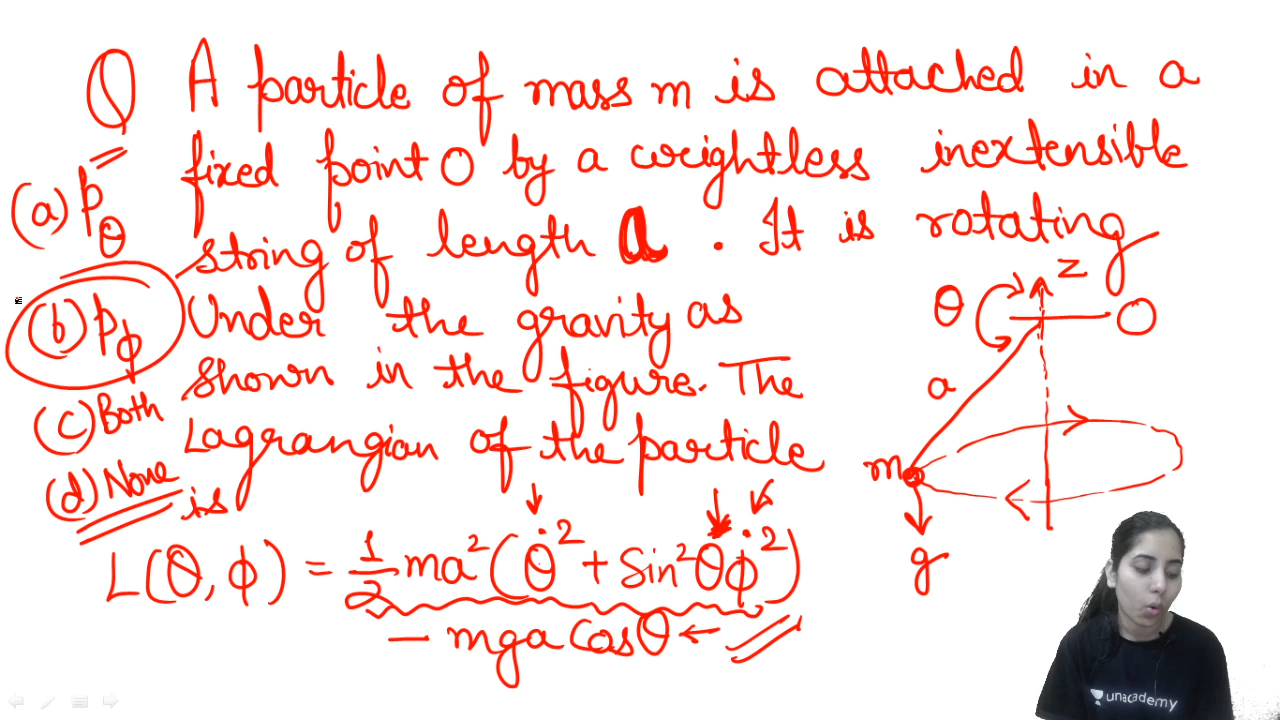 Q A particle of mass m is attached in a
fixed point O by a weightless inextensible
string of length a. It is rotating
Under the gravity as
shown in the figure. The
Lagrangian of the particle
is
L(θ, ϕ) = 1/2 ma²(θ̇² + Sin²θϕ̇²)
- mga Cosθ
(a) pθ
(b) pϕ
(c) Both
(d) None
z
θ
O
a
m
g
unacademy